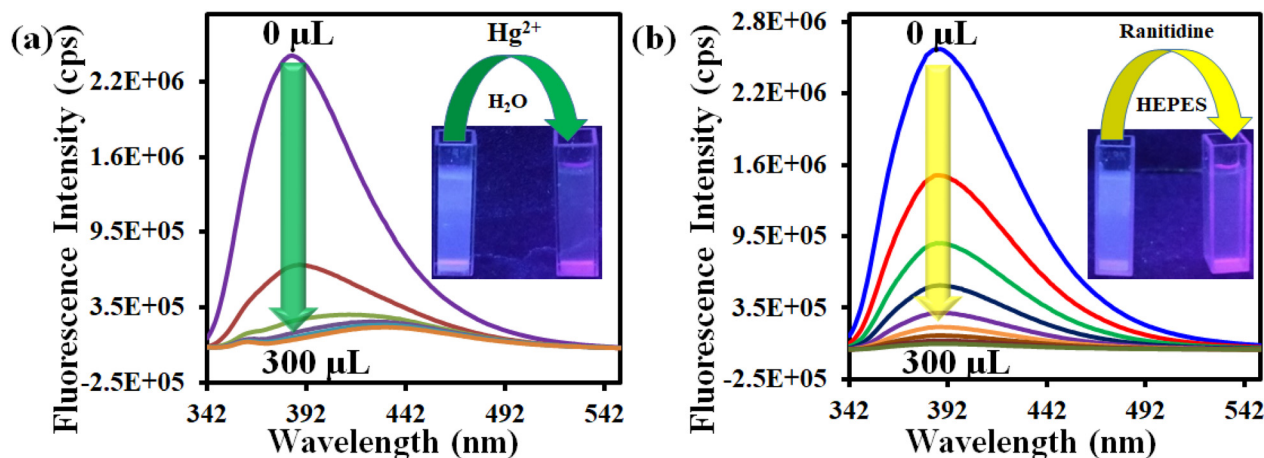 (a)
Fluorescence Intensity (cps)
2.2E+06
1.6E+06
9.5E+05
3.5E+05
-2.5E+05
0 µL
Hg²⁺
H₂O
300 µL
342 392 442 492 542
Wavelength (nm)
(b)
Fluorescence Intensity (cps)
2.8E+06
2.2E+06
1.6E+06
9.5E+05
3.5E+05
-2.5E+05
0 µL
Ranitidine
HEPES
300 µL
342 392 442 492 542
Wavelength (nm)